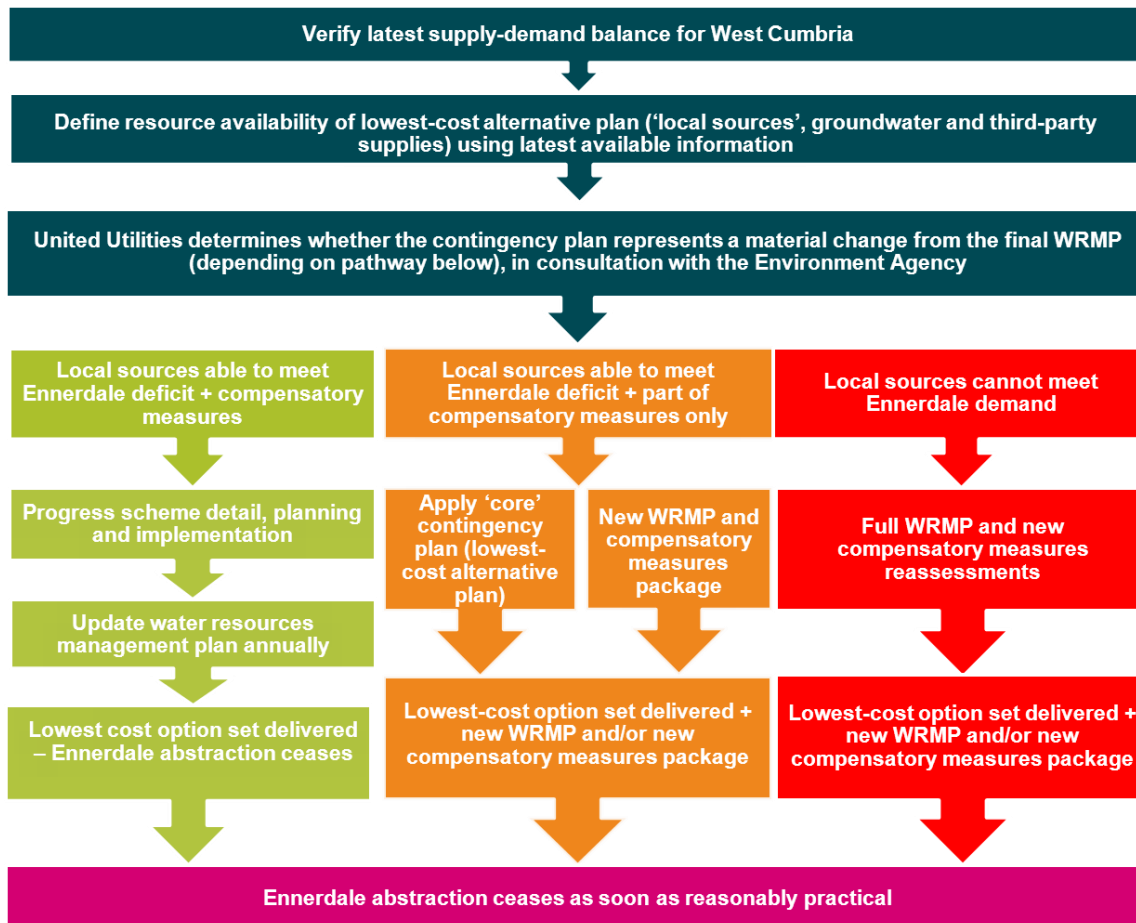 Verify latest supply-demand balance for West Cumbria
Define resource availability of lowest-cost alternative plan (‘local sources’, groundwater and third-party
supplies) using latest available information
United Utilities determines whether the contingency plan represents a material change from the final WRMP
(depending on pathway below), in consultation with the Environment Agency
Local sources able to meet
Ennerdale deficit + compensatory
measures
Progress scheme detail, planning
and implementation
Update water resources
management plan annually
Lowest cost option set delivered
– Ennerdale abstraction ceases
Local sources able to meet
Ennerdale deficit + part of
compensatory measures only
Apply ‘core’
contingency
plan (lowest-
cost alternative
plan)
New WRMP and
compensatory
measures
package
Lowest-cost option set delivered +
new WRMP and/or new
compensatory measures package
Local sources cannot meet
Ennerdale demand
Full WRMP and new
compensatory measures
reassessments
Lowest-cost option set delivered +
new WRMP and/or new
compensatory measures package
Ennerdale abstraction ceases as soon as reasonably practical